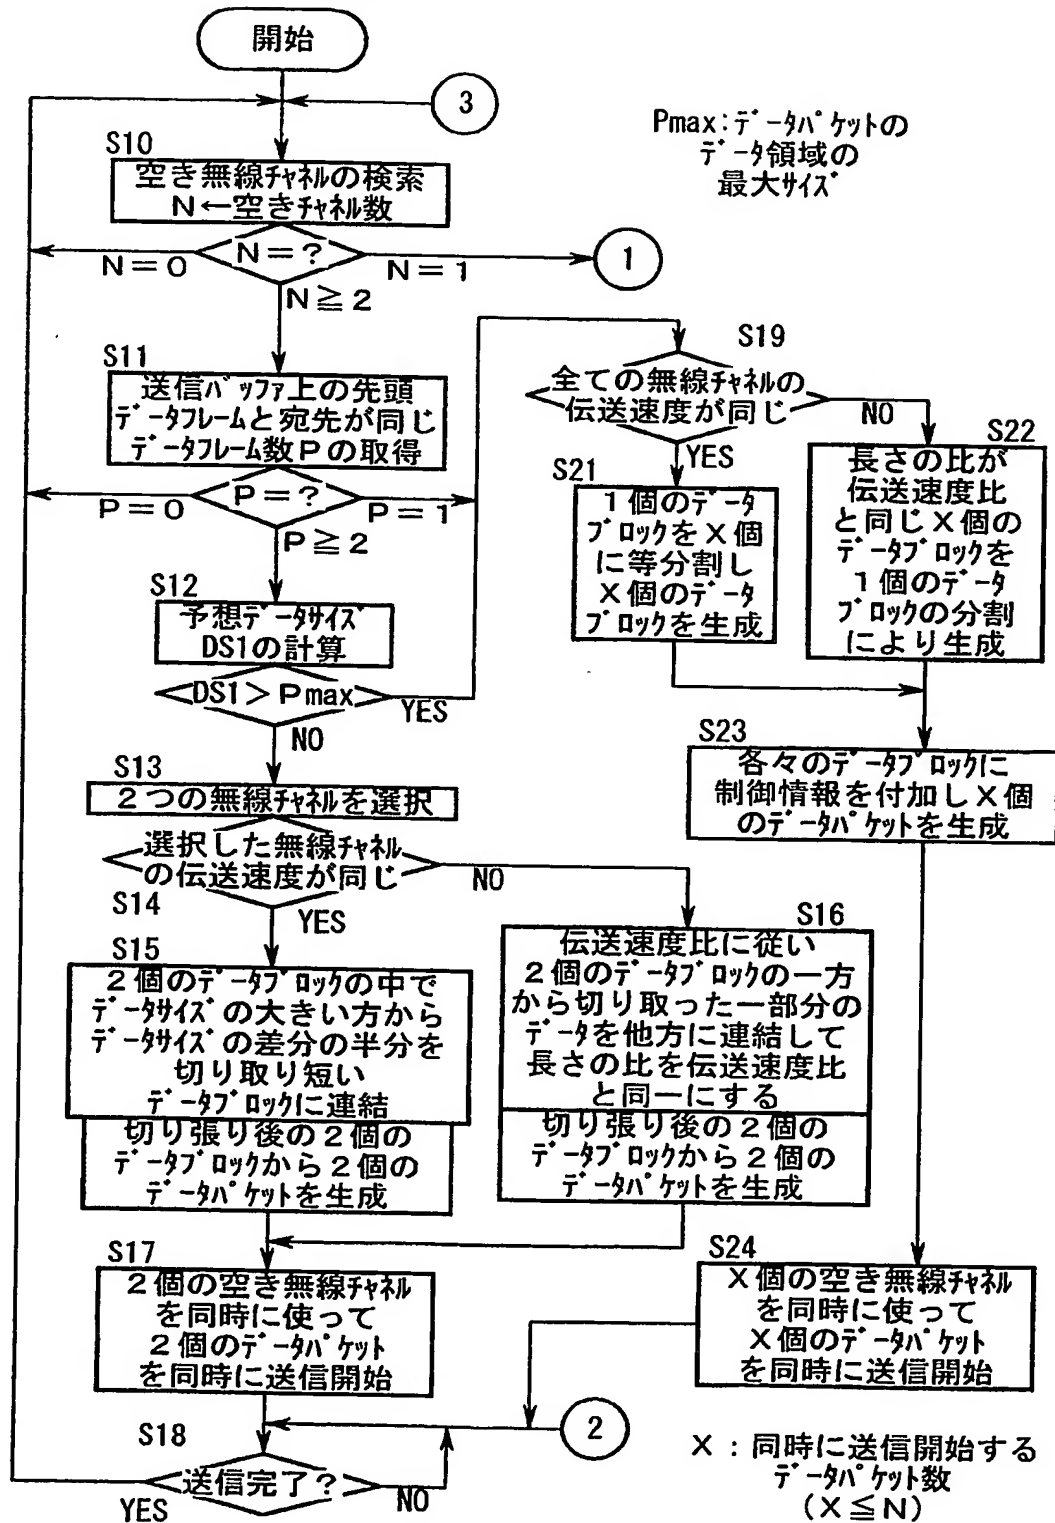 開始
3
Pmax:データパケットの
データ領域の
最大サイズ
S10
空き無線チャネルの検索
N←空きチャネル数
N=?
N=0
N=1
1
N≧2
S11
送信バッファ上の先頭
データフレームと宛先が同じ
データフレーム数Pの取得
P=?
P=0
P=1
P≧2
S12
予想データサイズ
DS1の計算
DS1>Pmax
YES
NO
S13
2つの無線チャネルを選択
選択した無線チャネル
の伝送速度が同じ
NO
S14
YES
S15
2個のデータブロックの中で
データサイズの大きい方から
データサイズの差分の半分を
切り取り短い
データブロックに連結
切り張り後の2個の
データブロックから2個の
データパケットを生成
S16
伝送速度比に従い
2個のデータブロックの一方
から切り取った一部分の
データを他方に連結して
長さの比を伝送速度比
と同一にする
切り張り後の2個の
データブロックから2個の
データパケットを生成
S17
2個の空き無線チャネル
を同時に使って
2個のデータパケット
を同時に送信開始
2
S18
送信完了?
YES
NO
S19
全ての無線チャネルの
伝送速度が同じ
NO
YES
S21
1個のデータ
ブロックをX個
に等分割し
X個のデータ
ブロックを生成
S22
長さの比が
伝送速度比
と同じX個の
データブロックを
1個のデータ
ブロックの分割
により生成
S23
各々のデータブロックに
制御情報を付加しX個
のデータパケットを生成
S24
X個の空き無線チャネル
を同時に使って
X個のデータパケット
を同時に送信開始
X:同時に送信開始する
データパケット数
(X≦N)